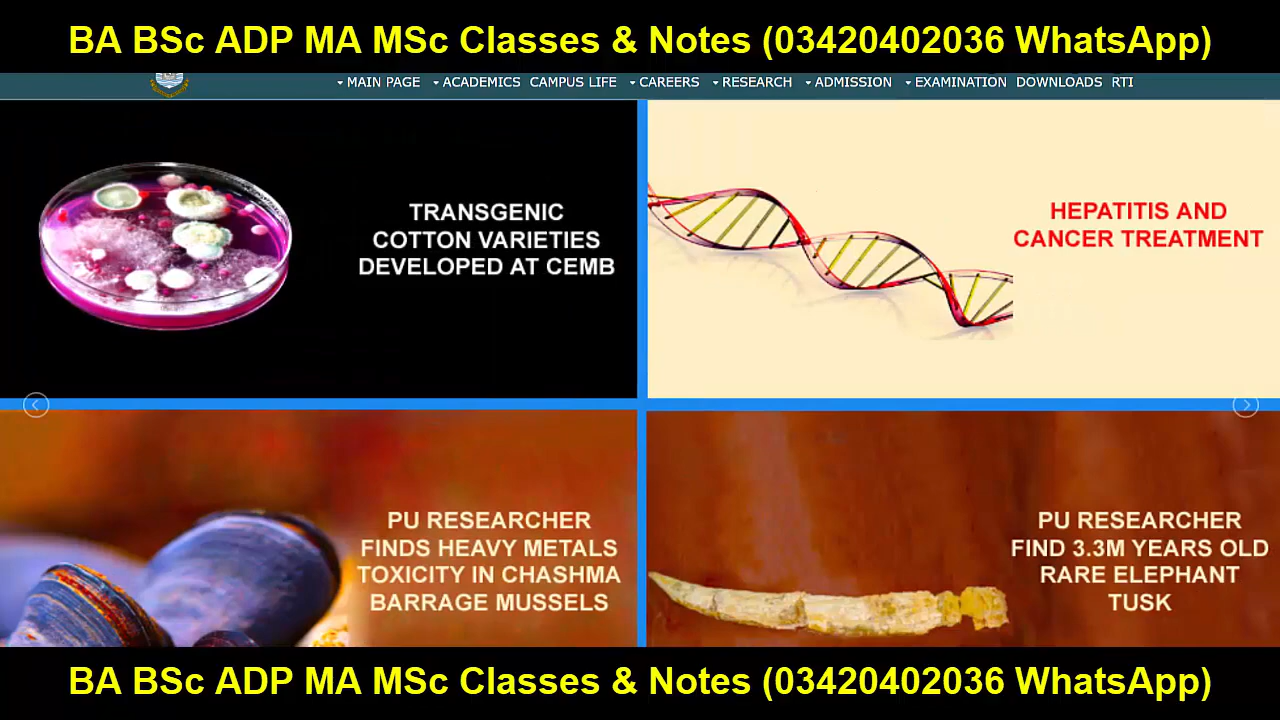 BA BSc ADP MA MSc Classes & Notes (03420402036 WhatsApp)
MAIN PAGE ACADEMICS CAMPUS LIFE CAREERS RESEARCH ADMISSION EXAMINATION DOWNLOADS RTI
TRANSGENIC
COTTON VARIETIES
DEVELOPED AT CEMB
HEPATITIS AND
CANCER TREATMENT
PU RESEARCHER
FINDS HEAVY METALS
TOXICITY IN CHASHMA
BARRAGE MUSSELS
PU RESEARCHER
FIND 3.3M YEARS OLD
RARE ELEPHANT
TUSK
BA BSc ADP MA MSc Classes & Notes (03420402036 WhatsApp)